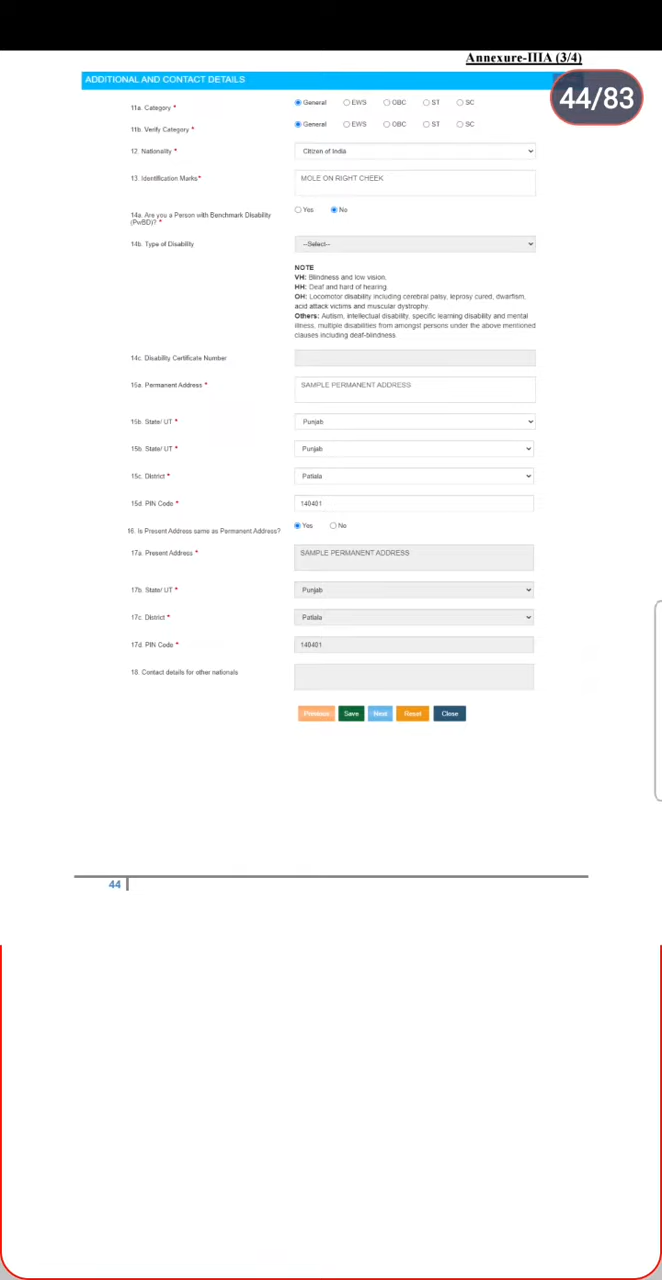 Annexure-IIIA (3/4)
ADDITIONAL AND CONTACT DETAILS
44/83
11a. Category * General EWS OBC ST SC
11b. Verify Category * General EWS OBC ST SC
12. Nationality * Citizen of India
13. Identification Marks* MOLE ON RIGHT CHEEK
14a. Are you a Person with Benchmark Disability (PwBD)? * Yes No
14b. Type of Disability --Select--
NOTE
VH: Blindness and low vision.
HH: Deaf and hard of hearing.
OH: Locomotor disability including cerebral palsy, leprosy cured, dwarfism,
acid attack victims and muscular dystrophy.
Others: Autism, intellectual disability, specific learning disability and mental
illness, multiple disabilities from amongst persons under the above mentioned
clauses including deaf-blindness
14c. Disability Certificate Number
15a. Permanent Address * SAMPLE PERMANENT ADDRESS
15b. State/ UT * Punjab
15b. State/ UT * Punjab
15c. District * Patiala
15d. PIN Code * 140401
16. Is Present Address same as Permanent Address? Yes No
17a. Present Address * SAMPLE PERMANENT ADDRESS
17b. State/ UT * Punjab
17c. District * Patiala
17d. PIN Code * 140401
18. Contact details for other nationals
Previous Save Next Reset Close
44